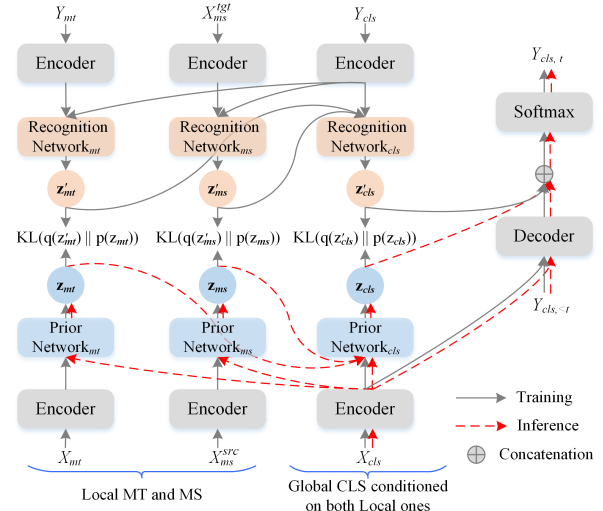 Y_mt X_ms^tgt Y_cls
Encoder Encoder Encoder
Y_cls, t
Softmax
Recognition Network_mt
Recognition Network_ms
Recognition Network_cls
z'_mt z'_ms z'_cls
KL(q(z'_mt) || p(z_mt)) KL(q(z'_ms) || p(z_ms)) KL(q(z'_cls) || p(z_cls))
Decoder
z_mt z_ms z_cls
Y_cls,<t
Prior Network_mt
Prior Network_ms
Prior Network_cls
Encoder Encoder Encoder
X_mt X_ms^src X_cls
Training
Inference
Concatenation
Local MT and MS
Global CLS conditioned
on both Local ones